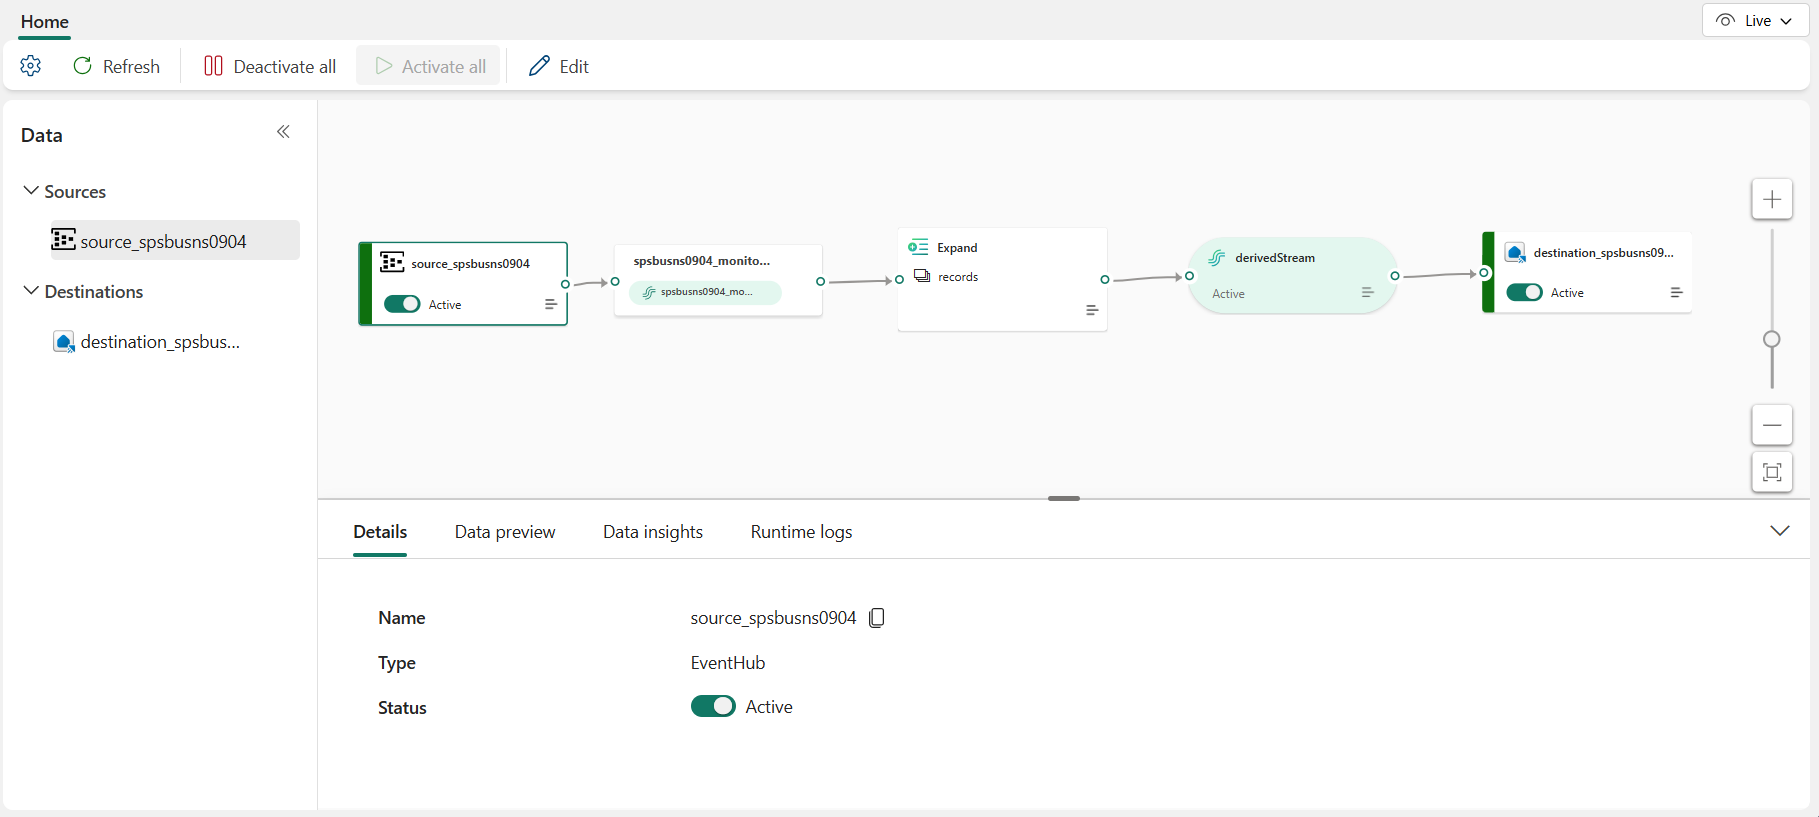 Home
Live
Refresh
Deactivate all
Activate all
Edit
Data
Sources
source_spsbusns0904
Destinations
destination_spsbus...
source_spsbusns0904
Active
spsbusns0904_monito...
spsbusns0904_mo...
Expand
records
derivedStream
Active
destination_spsbusns09...
Active
Details
Data preview
Data insights
Runtime logs
Name
source_spsbusns0904
Type
EventHub
Status
Active